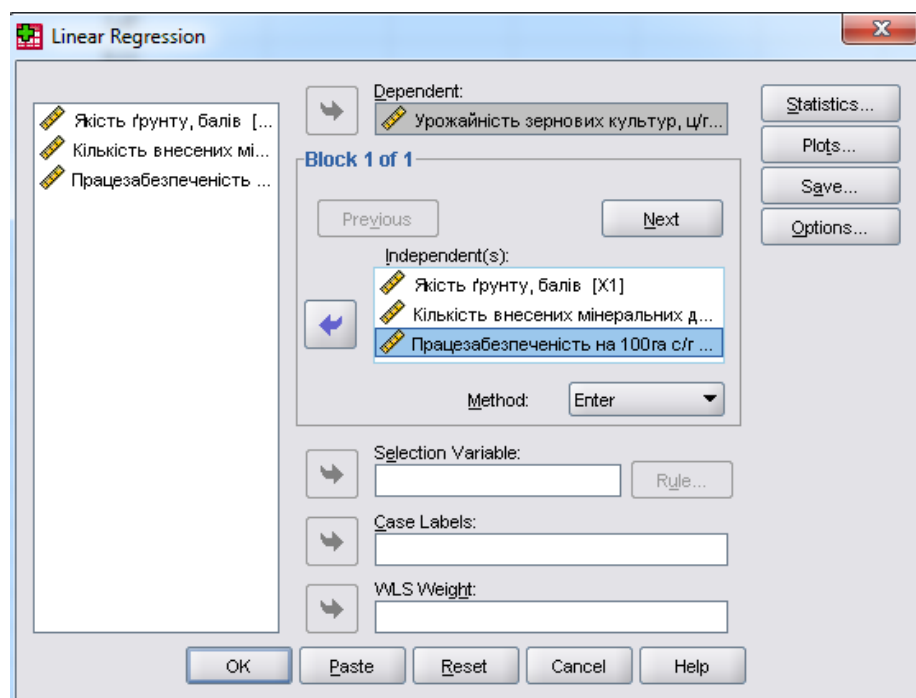 Linear Regression
Якість ґрунту, балів [...
Кількість внесених мі...
Працезабезпеченість ...
Dependent:
Урожайність зернових культур, ц/г...
Block 1 of 1
Previous
Next
Independent(s):
Якість ґрунту, балів [X1]
Кількість внесених мінеральних д...
Працезабезпеченість на 100га с/г ...
Method:
Enter
Selection Variable:
Rule...
Case Labels:
WLS Weight:
Statistics...
Plots...
Save...
Options...
OK
Paste
Reset
Cancel
Help